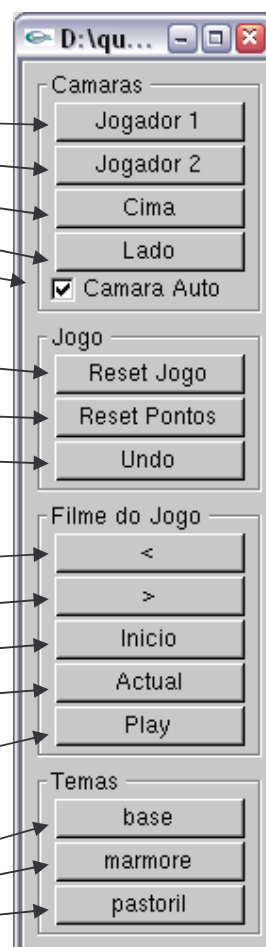 D:\qu...
Camaras
Jogador 1
Jogador 2
Cima
Lado
Camara Auto
Jogo
Reset Jogo
Reset Pontos
Undo
Filme do Jogo
<
>
Inicio
Actual
Play
Temas
base
marmore
pastoril